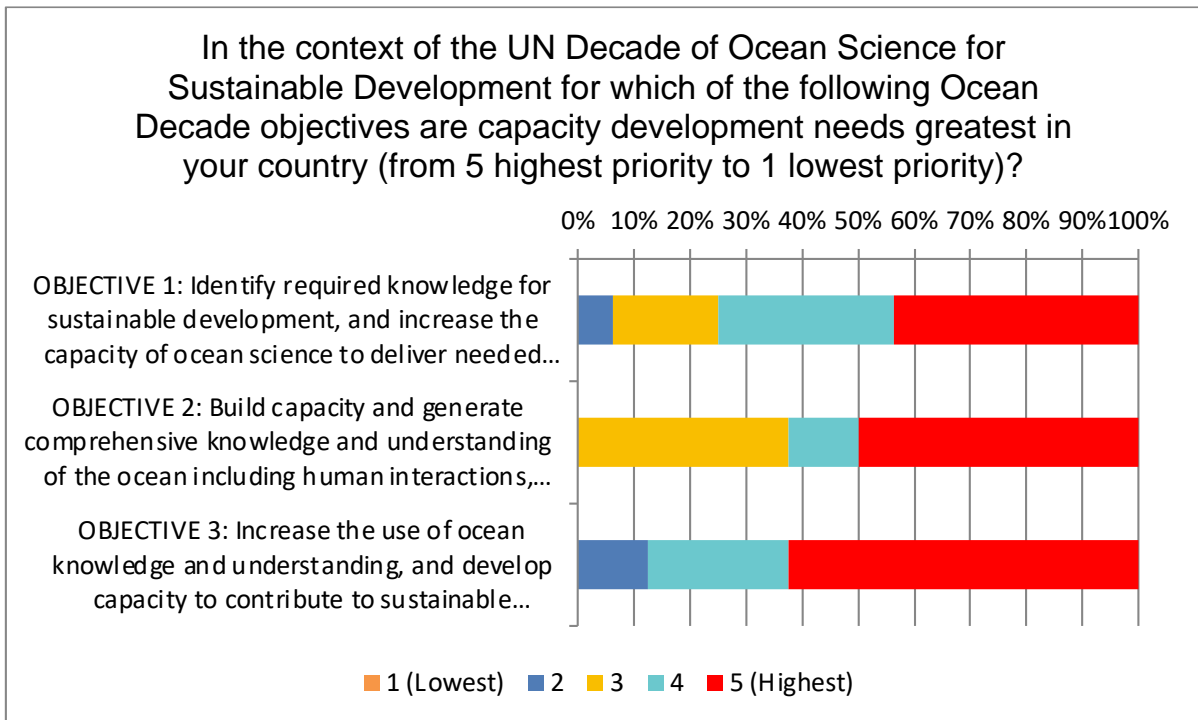 In the context of the UN Decade of Ocean Science for
Sustainable Development for which of the following Ocean
Decade objectives are capacity development needs greatest in
your country (from 5 highest priority to 1 lowest priority)?
0% 10% 20% 30% 40% 50% 60% 70% 80% 90% 100%
OBJECTIVE 1: Identify required knowledge for
sustainable development, and increase the
capacity of ocean science to deliver needed...
OBJECTIVE 2: Build capacity and generate
comprehensive knowledge and understanding
of the ocean including human interactions,...
OBJECTIVE 3: Increase the use of ocean
knowledge and understanding, and develop
capacity to contribute to sustainable...
1 (Lowest) 2 3 4 5 (Highest)